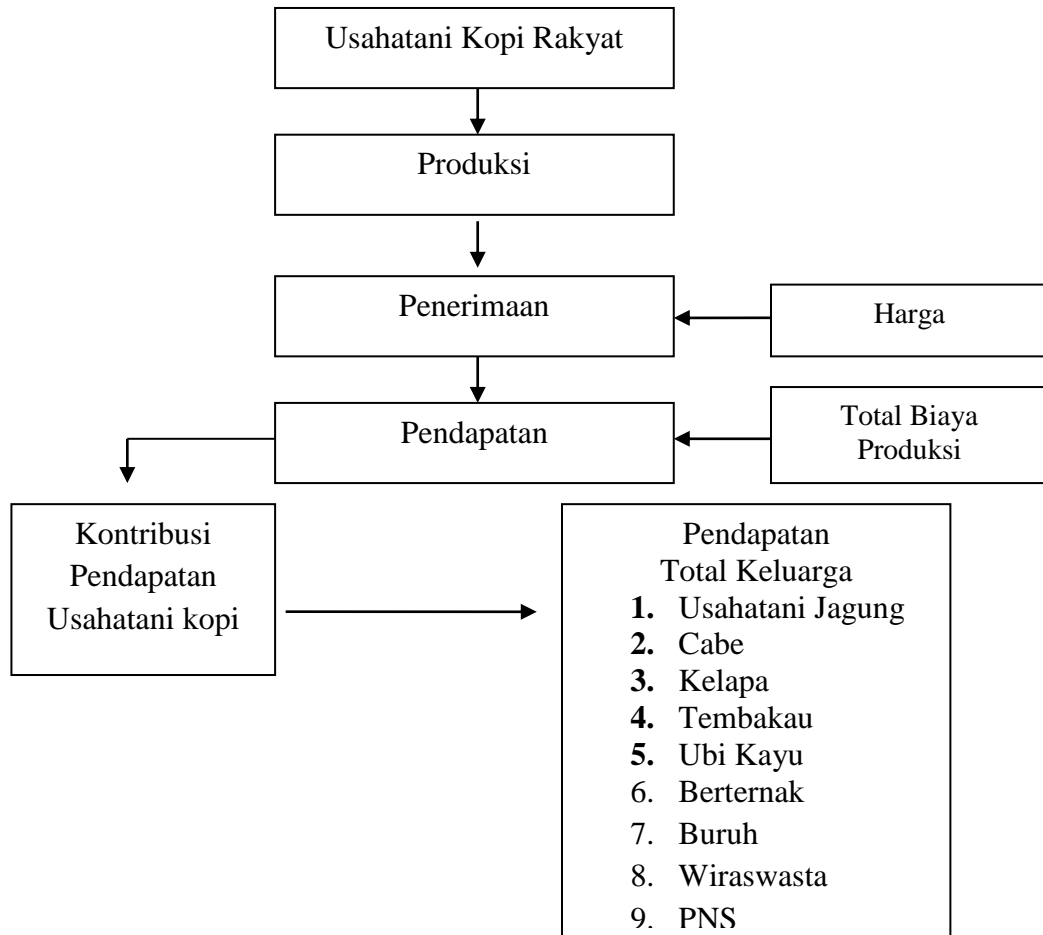 Usahatani Kopi Rakyat
Produksi
Penerimaan
Harga
Pendapatan
Total Biaya
Produksi
Kontribusi
Pendapatan
Usahatani kopi
Pendapatan
Total Keluarga
1. Usahatani Jagung
2. Cabe
3. Kelapa
4. Tembakau
5. Ubi Kayu
6. Berternak
7. Buruh
8. Wiraswasta
9. PNS